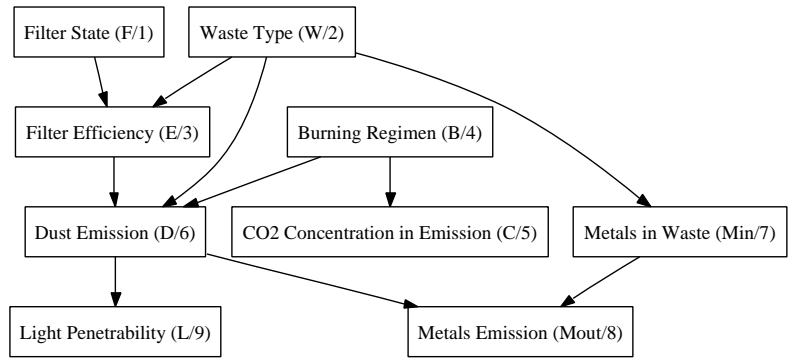 Filter State (F/1)
Waste Type (W/2)
Filter Efficiency (E/3)
Burning Regimen (B/4)
Dust Emission (D/6)
CO2 Concentration in Emission (C/5)
Metals in Waste (Min/7)
Light Penetrability (L/9)
Metals Emission (Mout/8)